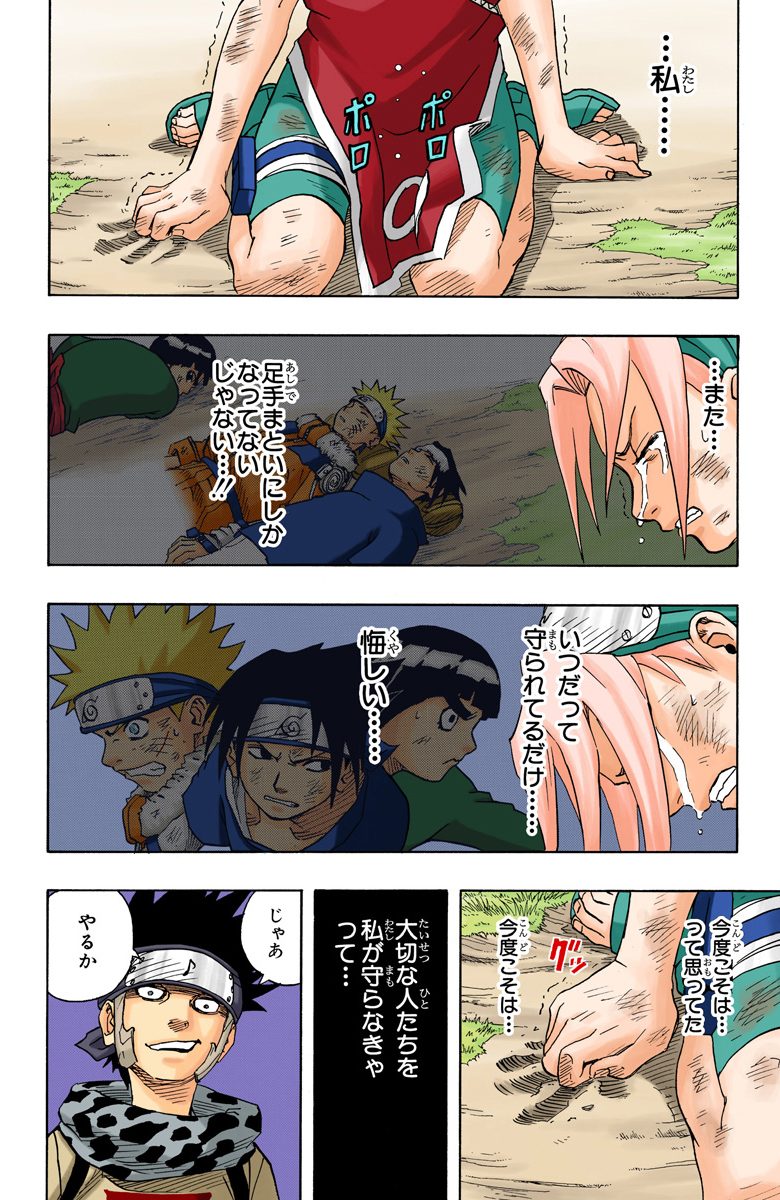 …私………
ポロ
ポロ
…また…
足手まといにしか
なってない
じゃない…!!
いつだって
守られてるだけ……
悔しい……
今度こそは…
って思ってた
今度こそは…
グッ
大切な人たちを
私が守らなきゃ
って…
じゃあ
やるか